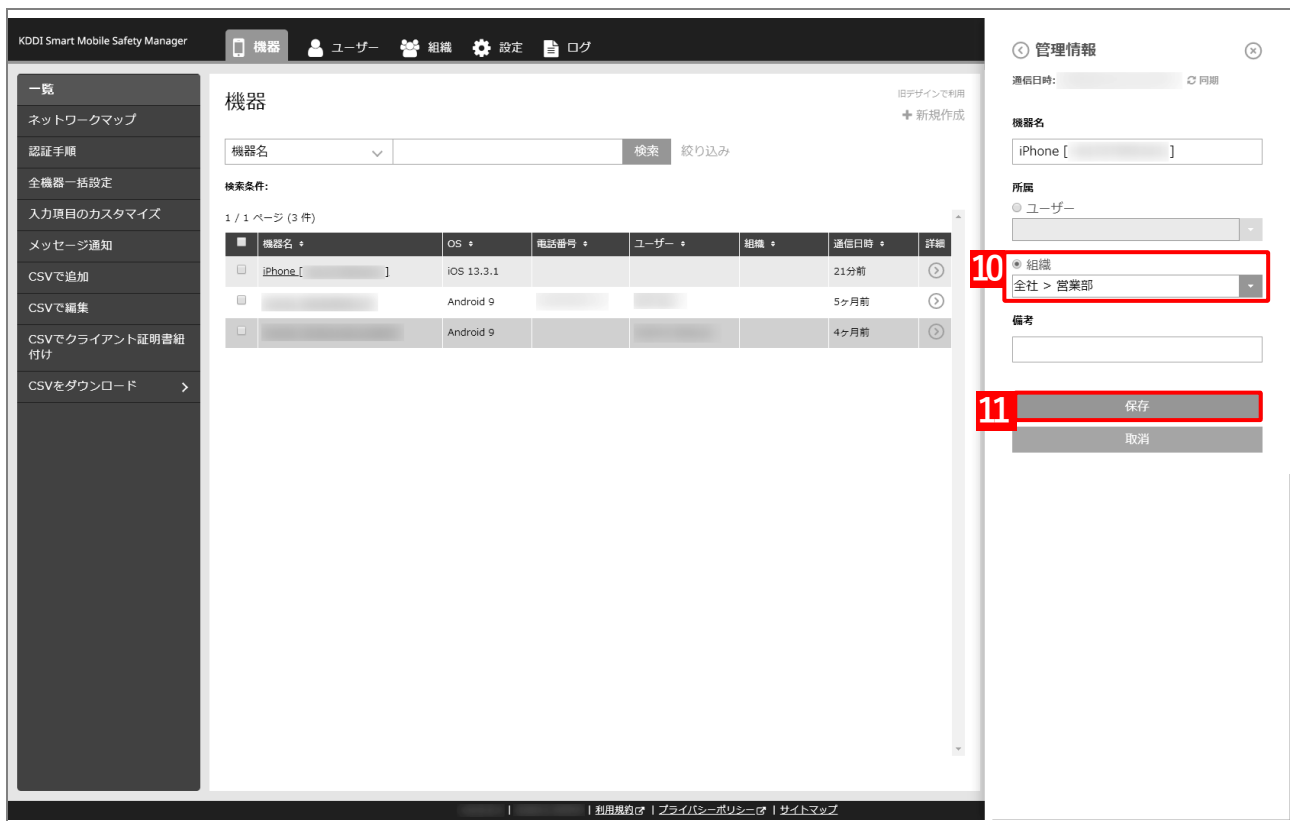 KDDI Smart Mobile Safety Manager
機器
ユーザー
組織
設定
ログ
一覧
ネットワークマップ
認証手順
全機器一括設定
入力項目のカスタマイズ
メッセージ通知
CSVで追加
CSVで編集
CSVでクライアント証明書紐
付け
CSVをダウンロード
機器
旧デザインで利用
+ 新規作成
機器名
検索
絞り込み
検索条件:
1 / 1 ページ (3 件)
機器名 OS 電話番号 ユーザー 組織 通信日時 詳細
iPhone [ ] iOS 13.3.1 21分前
Android 9 5ヶ月前
Android 9 4ヶ月前
管理情報
通信日時: 同期
機器名
iPhone [ ]
所属
ユーザー
10
組織
全社 > 営業部
備考
11
保存
取消
| | 利用規約 | プライバシーポリシー | サイトマップ